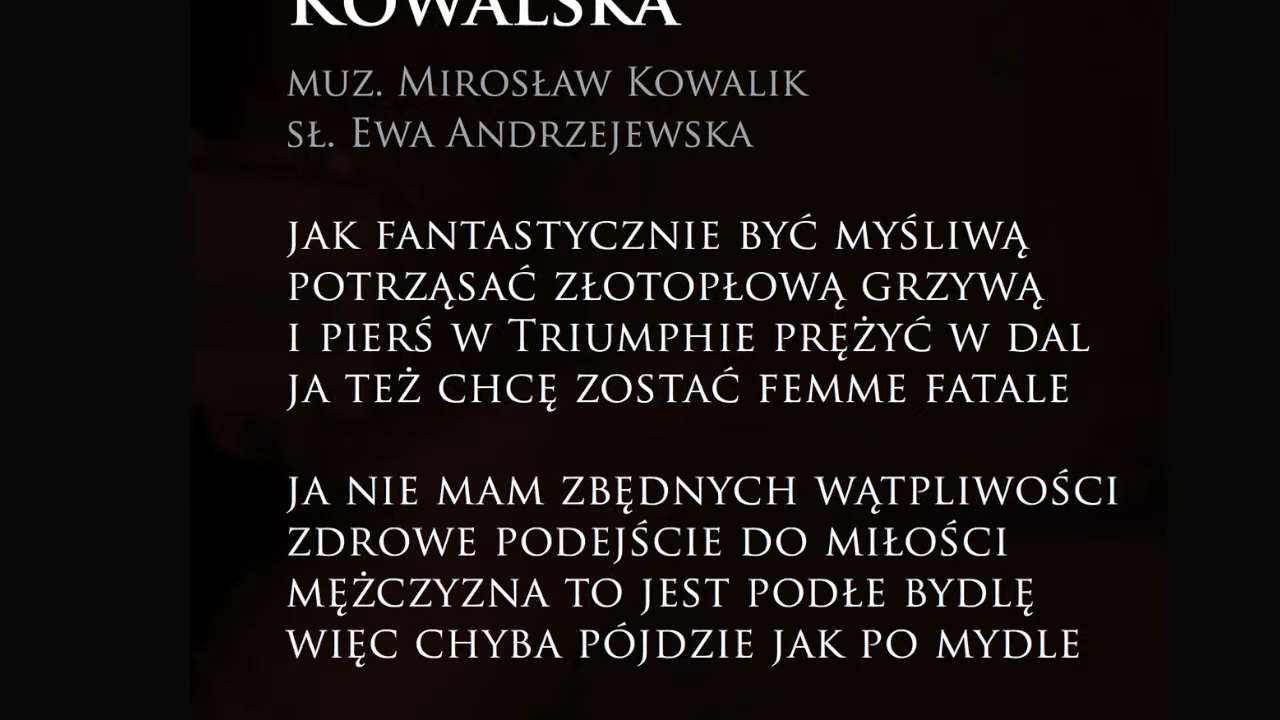 KOWALSKA
MUZ. MIROSŁAW KOWALIK
SŁ. EWA ANDRZEJEWSKA
JAK FANTASTYCZNIE BYĆ MYŚLIWĄ
POTRZĄSAĆ ZŁOTOPŁOWĄ GRZYWĄ
I PIERŚ W TRIUMPHIE PRĘŻYĆ W DAL
JA TEŻ CHCĘ ZOSTAĆ FEMME FATALE
JA NIE MAM ZBĘDNYCH WĄTPLIWOŚCI
ZDROWE PODEJŚCIE DO MIŁOŚCI
MĘŻCZYZNA TO JEST PODŁE BYDLĘ
WIĘC CHYBA PÓJDZIE JAK PO MYDLE